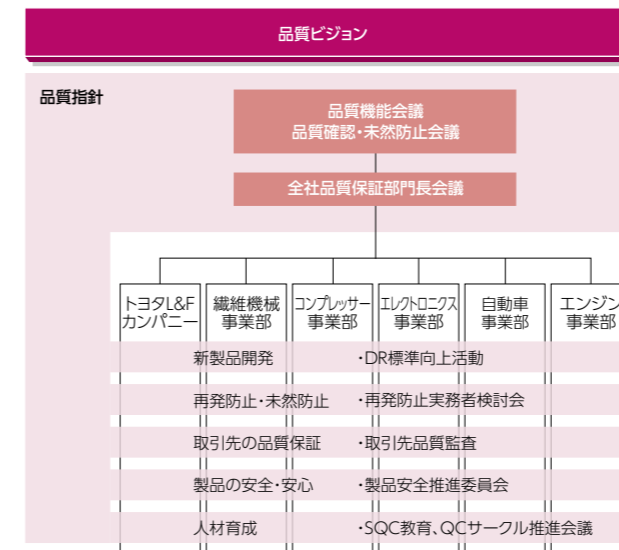 品質ビジョン
品質指針
品質機能会議
品質確認・未然防止会議
全社品質保証部門長会議
トヨタL&F
カンパニー
繊維機械
事業部
コンプレッサー
事業部
エレクトロニクス
事業部
自動車
事業部
エンジン
事業部
新製品開発 ・DR標準向上活動
再発防止・未然防止 ・再発防止実務者検討会
取引先の品質保証 ・取引先品質監査
製品の安全・安心 ・製品安全推進委員会
人材育成 ・SQC教育、QCサークル推進会議